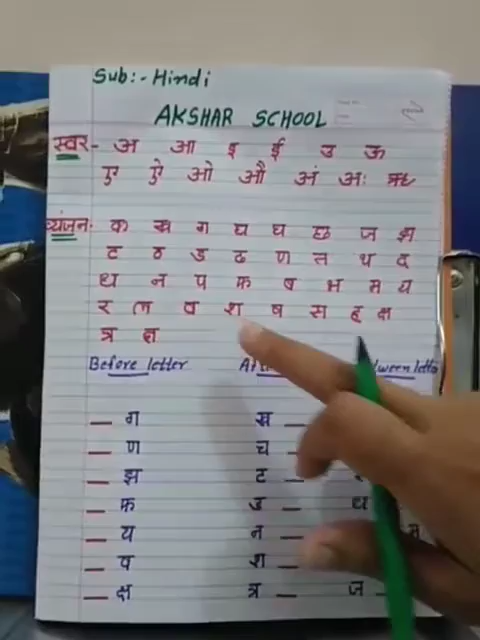 Sub:- Hindi
AKSHAR SCHOOL
स्वर- अ आ इ ई उ ऊ
ए ऐ ओ औ अं अः ऋ
व्यंजन: क ख ग घ च छ ज झ
ट ठ ड ढ ण त थ द
ध न प फ ब भ म य
र ल व श ष स ह क्ष
त्र ज्ञ
Before letter
_ ग ख _
_ ण च _
_ झ ट _
_ फ ड _ ध
_ य न _
_ व श _
_ क्ष त्र _ ज _